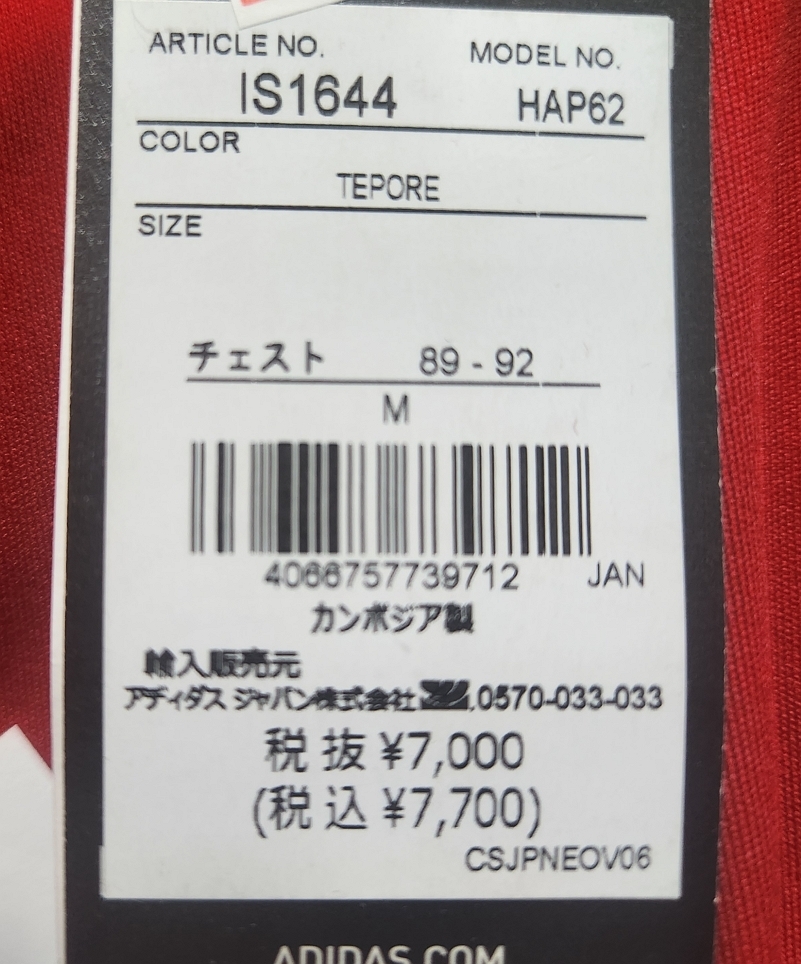 ARTICLE NO. MODEL NO.
IS1644 HAP62
COLOR
TEPORE
SIZE
チェスト 89 - 92
M
4066757739712 JAN
カンボジア製
輸入販売元
アディダス ジャパン株式会社 0570-033-033
税抜 ¥7,000
(税込 ¥7,700)
CSJPNEOV06
ADIDAS.COM